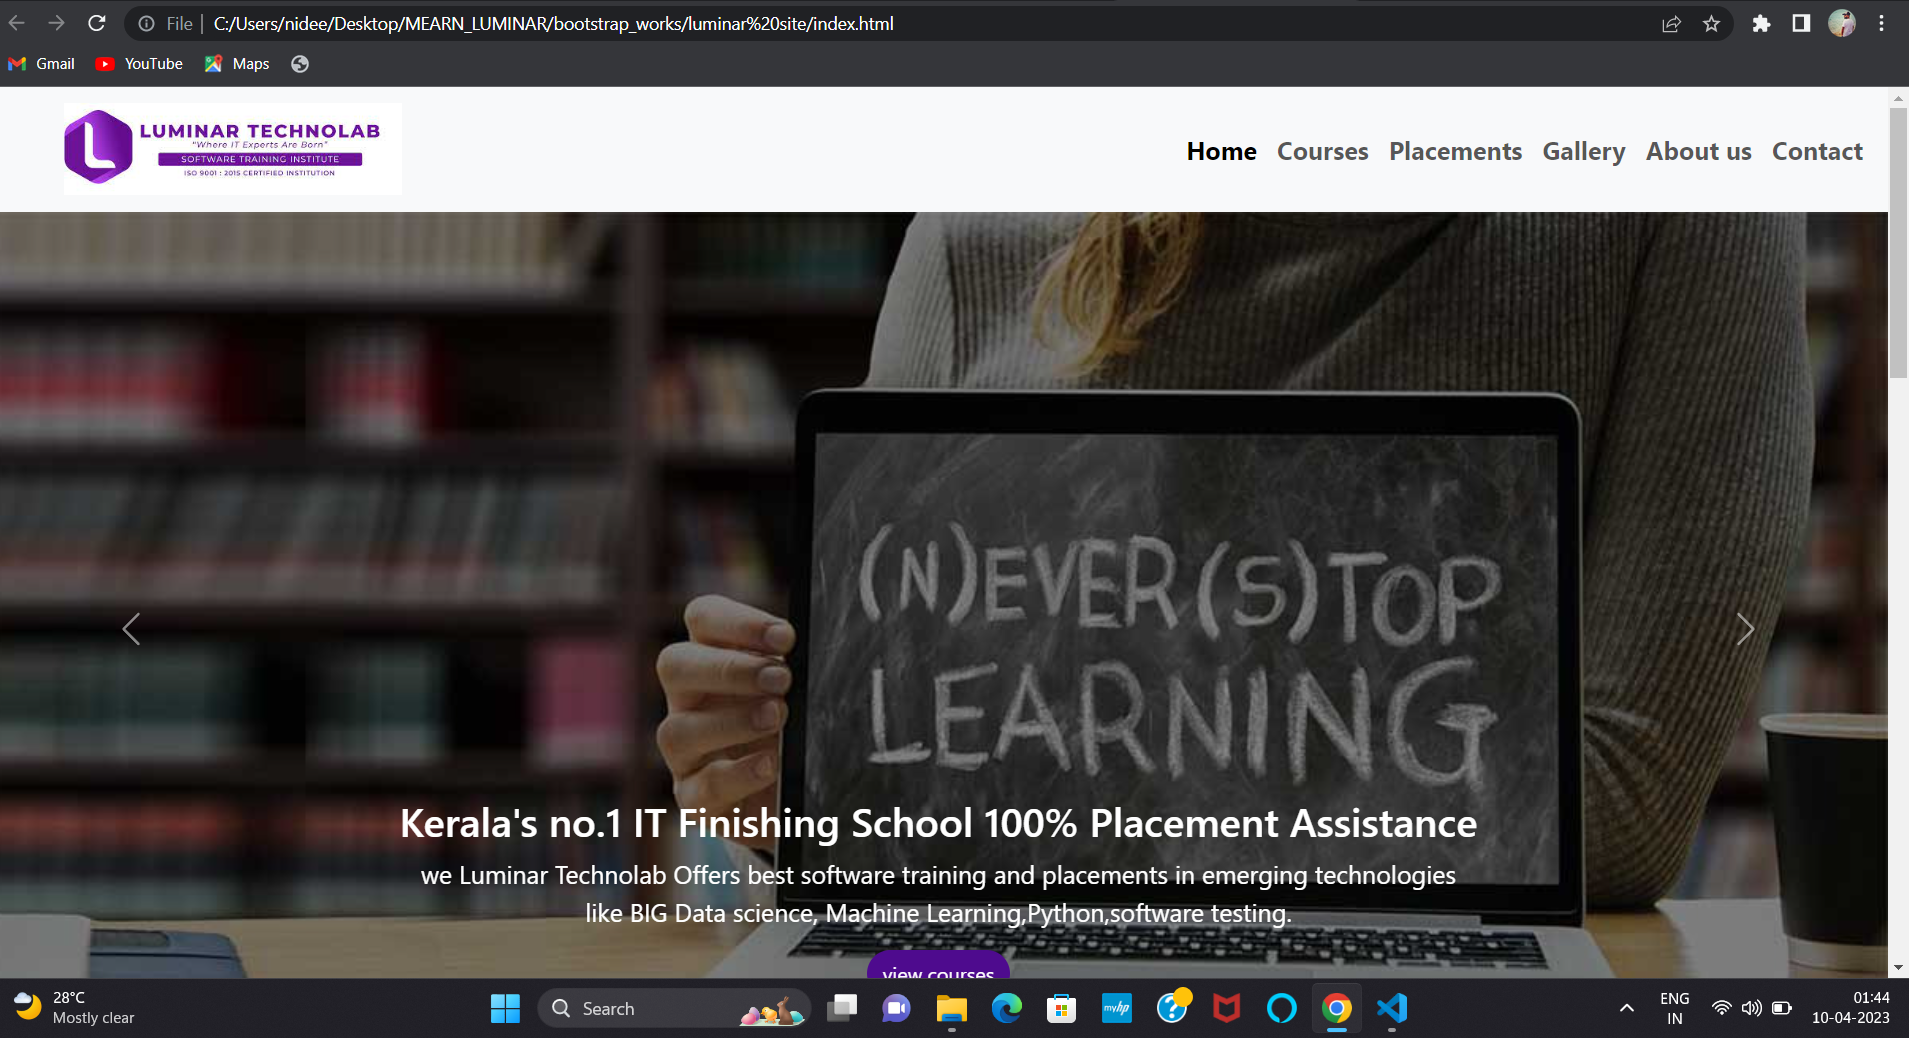 File | C:/Users/nidee/Desktop/MEARN_LUMINAR/bootstrap_works/luminar%20site/index.html
Gmail YouTube Maps
LUMINAR TECHNOLAB
"Where IT Experts Are Born"
SOFTWARE TRAINING INSTITUTE
ISO 9001 : 2015 CERTIFIED INSTITUTION
Home Courses Placements Gallery About us Contact
(N)EVER (S)TOP
LEARNING
Kerala's no.1 IT Finishing School 100% Placement Assistance
we Luminar Technolab Offers best software training and placements in emerging technologies
like BIG Data science, Machine Learning,Python,software testing.
view courses
28°C
Mostly clear
Search
myhp
ENG
IN
01:44
10-04-2023